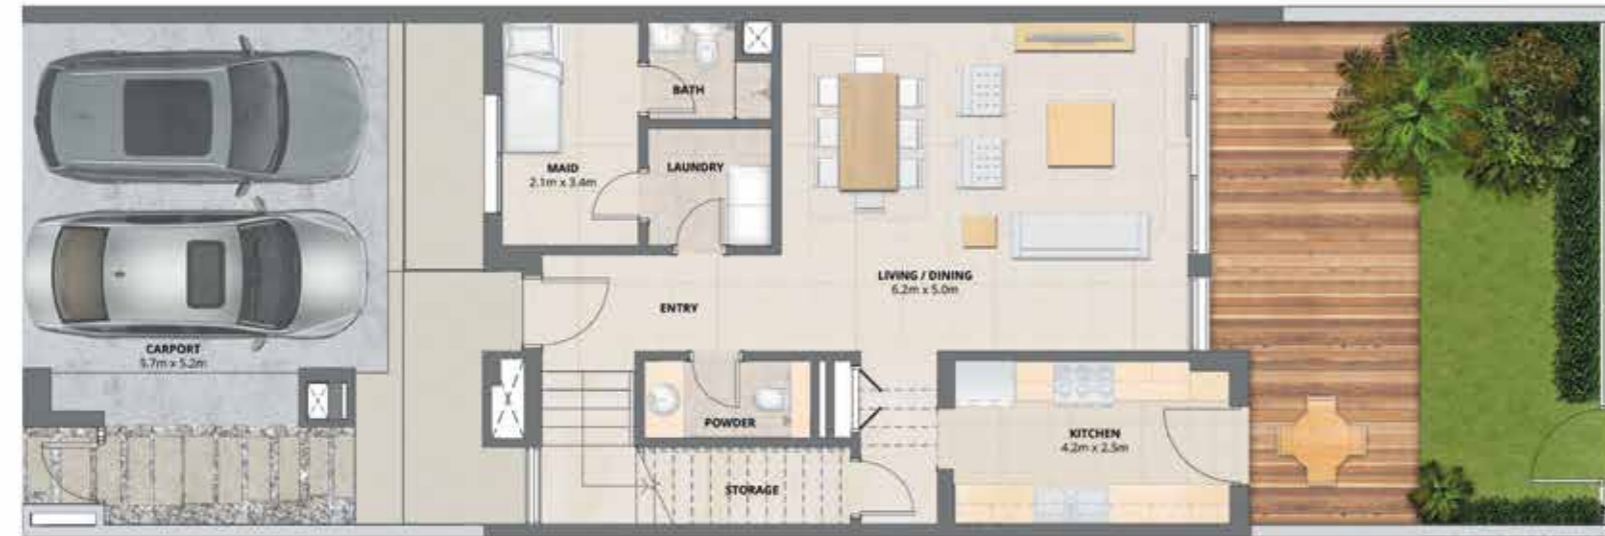 BATH
MAID
2.1m x 3.4m
LAUNDRY
LIVING / DINING
6.2m x 5.0m
ENTRY
CARPORT
5.7m x 5.2m
POWDER
KITCHEN
4.2m x 2.5m
STORAGE